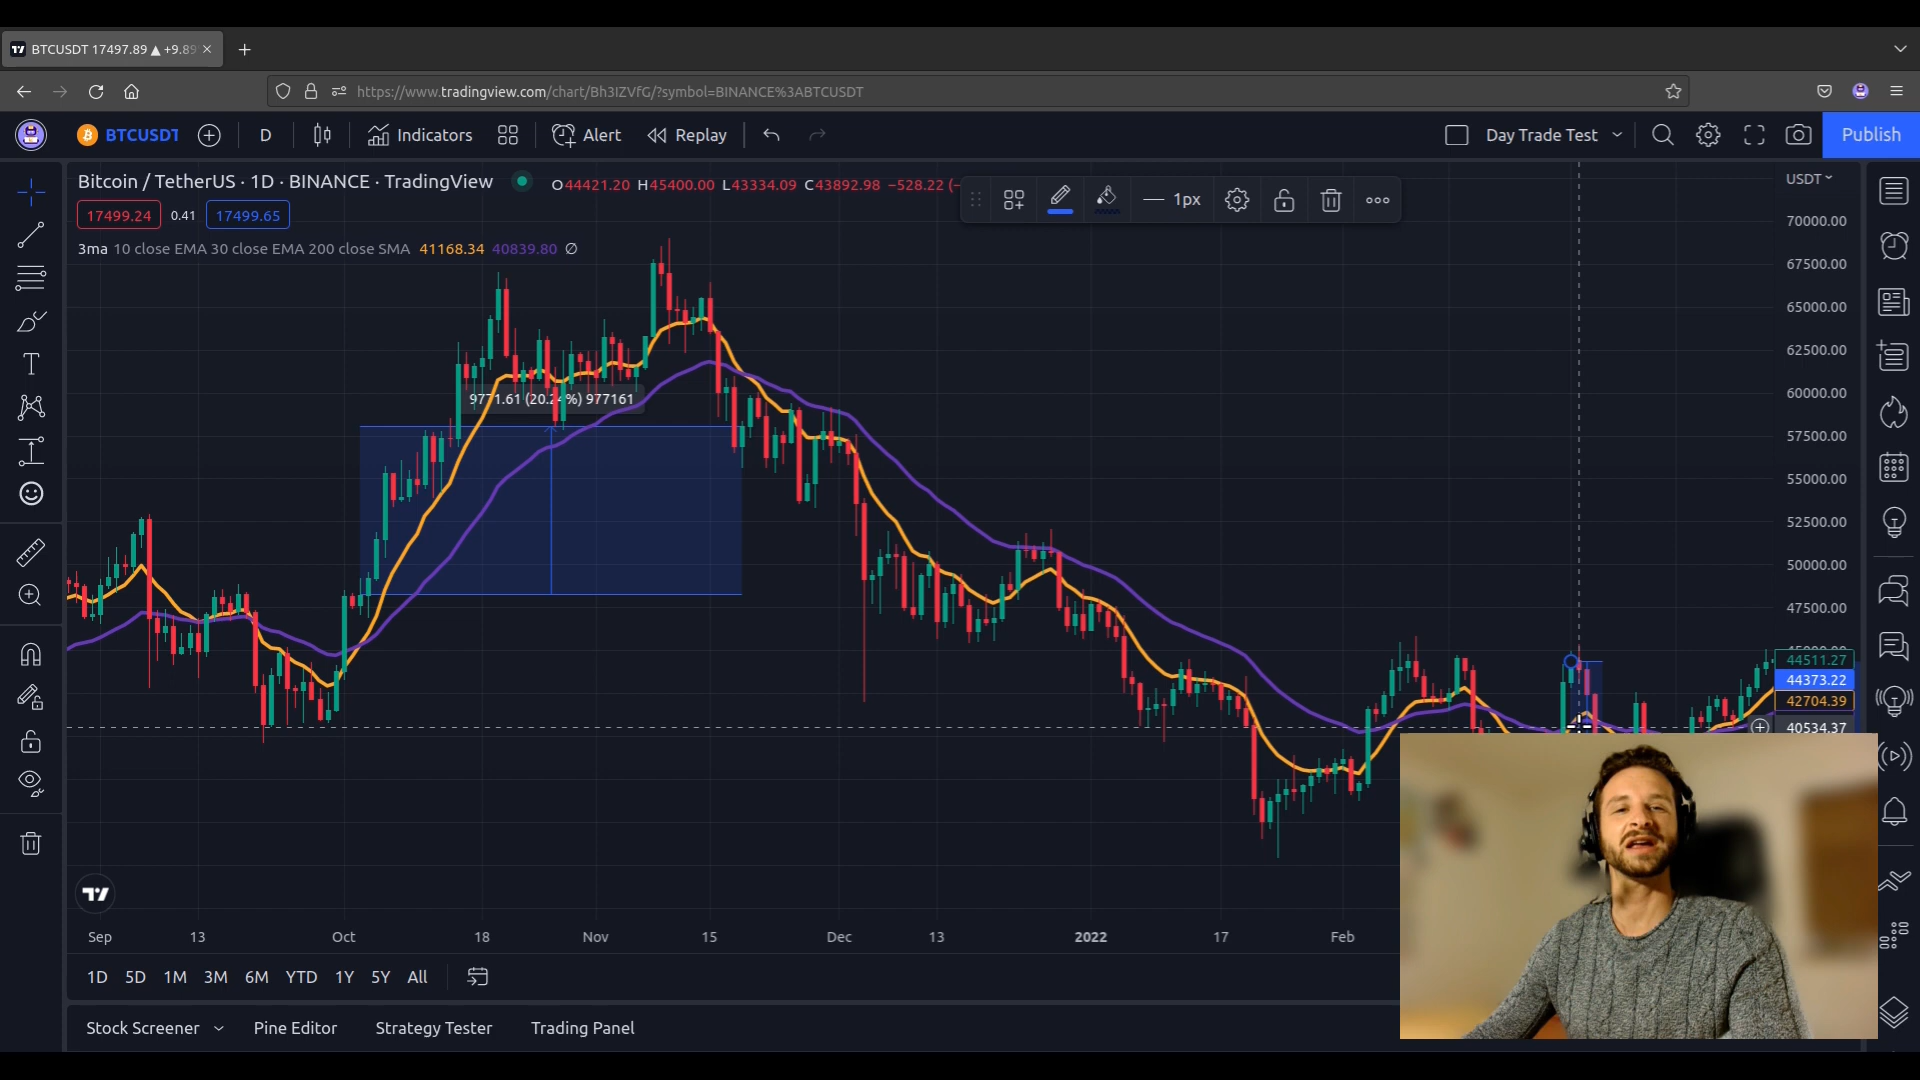 BTCUSDT 17497.89 ▲ +9.89
https://www.tradingview.com/chart/Bh3IZVfG/?symbol=BINANCE%3ABTCUSDT
BTCUSDT D Indicators Alert Replay Day Trade Test Publish
Bitcoin / TetherUS · 1D · BINANCE · TradingView O44421.20 H45400.00 L43334.09 C43892.98 −528.22 (−
1px
USDT
17499.24 0.41 17499.65
3ma 10 close EMA 30 close EMA 200 close SMA 41168.34 40839.80 ∅
70000.00
67500.00
65000.00
62500.00
60000.00
9771.61 (20.24%) 977161
57500.00
55000.00
52500.00
50000.00
47500.00
44511.27
44373.22
42704.39
40534.37
Sep 13 Oct 18 Nov 15 Dec 13 2022 17 Feb
1D 5D 1M 3M 6M YTD 1Y 5Y All
Stock Screener Pine Editor Strategy Tester Trading Panel